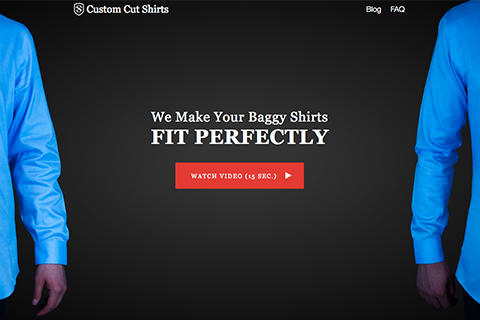 Custom Cut Shirts
Blog FAQ
We Make Your Baggy Shirts
FIT PERFECTLY
WATCH VIDEO (15 SEC.)